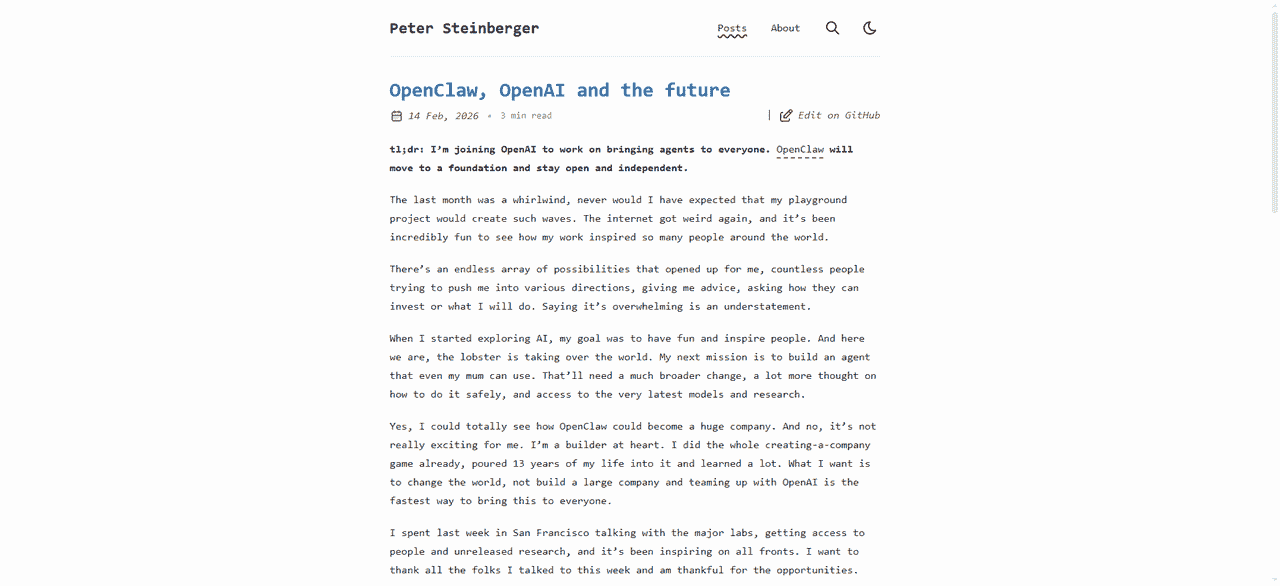 Peter Steinberger
Posts
About
OpenClaw, OpenAI and the future
14 Feb, 2026 • 3 min read
| Edit on GitHub
tl;dr: I’m joining OpenAI to work on bringing agents to everyone. OpenClaw will
move to a foundation and stay open and independent.
The last month was a whirlwind, never would I have expected that my playground
project would create such waves. The internet got weird again, and it’s been
incredibly fun to see how my work inspired so many people around the world.
There’s an endless array of possibilities that opened up for me, countless people
trying to push me into various directions, giving me advice, asking how they can
invest or what I will do. Saying it’s overwhelming is an understatement.
When I started exploring AI, my goal was to have fun and inspire people. And here
we are, the lobster is taking over the world. My next mission is to build an agent
that even my mum can use. That’ll need a much broader change, a lot more thought on
how to do it safely, and access to the very latest models and research.
Yes, I could totally see how OpenClaw could become a huge company. And no, it’s not
really exciting for me. I’m a builder at heart. I did the whole creating-a-company
game already, poured 13 years of my life into it and learned a lot. What I want is
to change the world, not build a large company and teaming up with OpenAI is the
fastest way to bring this to everyone.
I spent last week in San Francisco talking with the major labs, getting access to
people and unreleased research, and it’s been inspiring on all fronts. I want to
thank all the folks I talked to this week and am thankful for the opportunities.